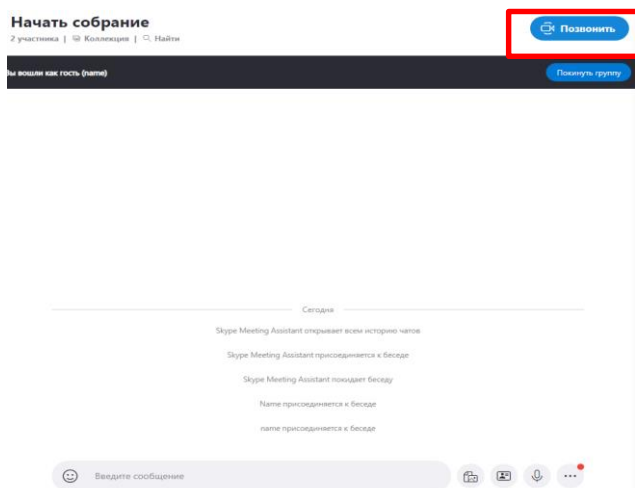 Начать собрание
2 участника | Коллекция | Найти
Позвонить
Вы вошли как гость (name)
Покинуть группу
Сегодня
Skype Meeting Assistant открывает всем историю чатов
Skype Meeting Assistant присоединяется к беседе
Skype Meeting Assistant покидает беседу
Name присоединяется к беседе
name присоединяется к беседе
Введите сообщение